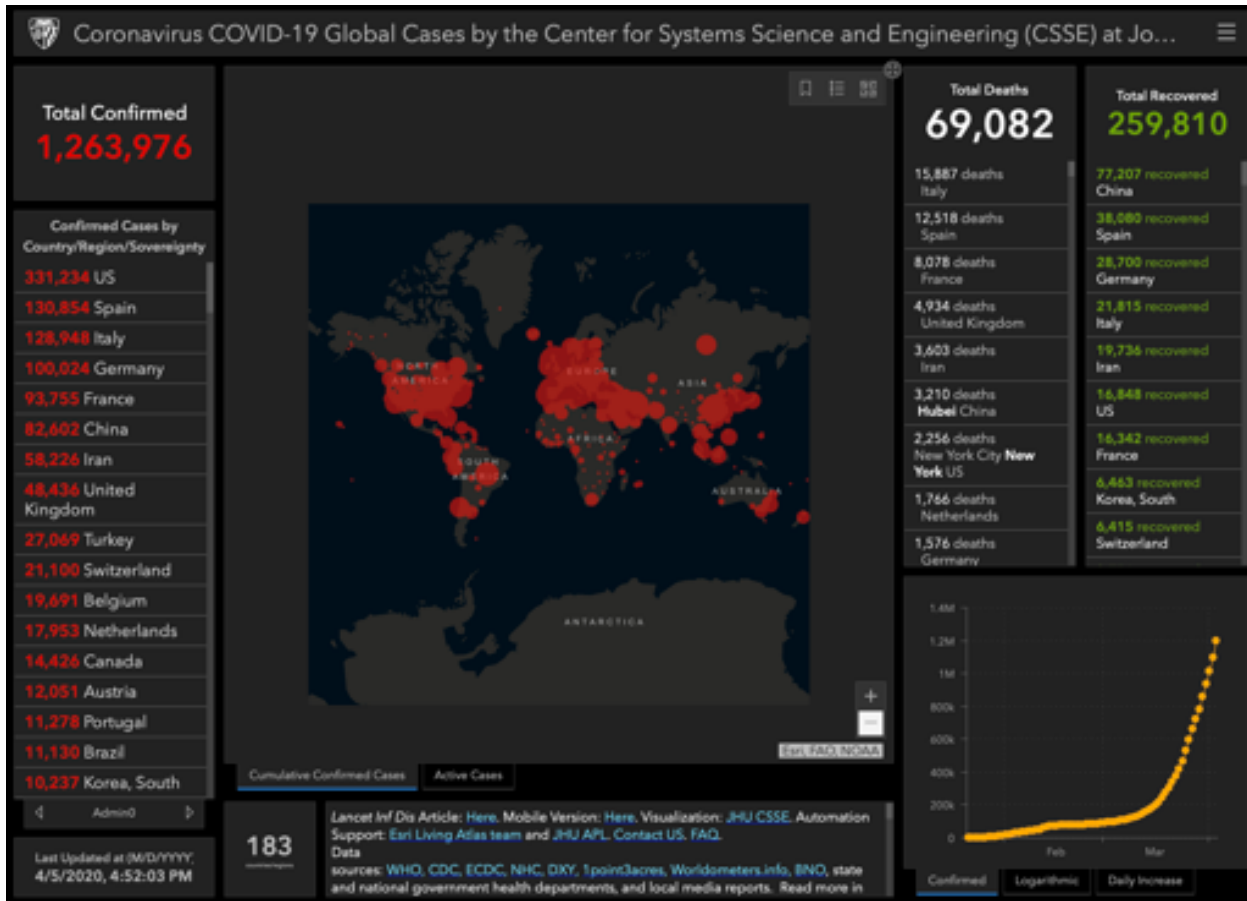 Coronavirus COVID-19 Global Cases by the Center for Systems Science and Engineering (CSSE) at Jo...
Total Confirmed
1,263,976
Confirmed Cases by
Country/Region/Sovereignty
331,234 US
130,854 Spain
128,948 Italy
100,024 Germany
93,755 France
82,602 China
58,226 Iran
48,436 United
Kingdom
27,069 Turkey
21,100 Switzerland
19,691 Belgium
17,953 Netherlands
14,426 Canada
12,051 Austria
11,278 Portugal
11,130 Brazil
10,237 Korea, South
Admin0
Last Updated at (M/D/YYYY)
4/5/2020, 4:52:03 PM
NORTH
AMERICA
SOUTH
AMERICA
EUROPE
AFRICA
ASIA
AUSTRALIA
ANTARCTICA
+
−
Esri, FAO, NOAA
Cumulative Confirmed Cases
Active Cases
183
countries/regions
Lancet Inf Dis Article: Here. Mobile Version: Here. Visualization: JHU CSSE. Automation
Support: Esri Living Atlas team and JHU APL. Contact US. FAQ.
Data
sources: WHO, CDC, ECDC, NHC, DXY, 1point3acres, Worldometers.info, BNO, state
and national government health departments, and local media reports. Read more in
Total Deaths
69,082
15,887 deaths
Italy
12,518 deaths
Spain
8,078 deaths
France
4,934 deaths
United Kingdom
3,603 deaths
Iran
3,210 deaths
Hubei China
2,256 deaths
New York City New
York US
1,766 deaths
Netherlands
1,576 deaths
Germany
Total Recovered
259,810
77,207 recovered
China
38,080 recovered
Spain
28,700 recovered
Germany
21,815 recovered
Italy
19,736 recovered
Iran
16,848 recovered
US
16,342 recovered
France
6,463 recovered
Korea, South
6,415 recovered
Switzerland
1.4M
1.2M
1M
800k
600k
400k
200k
0
Feb
Mar
Confirmed
Logarithmic
Daily Increase